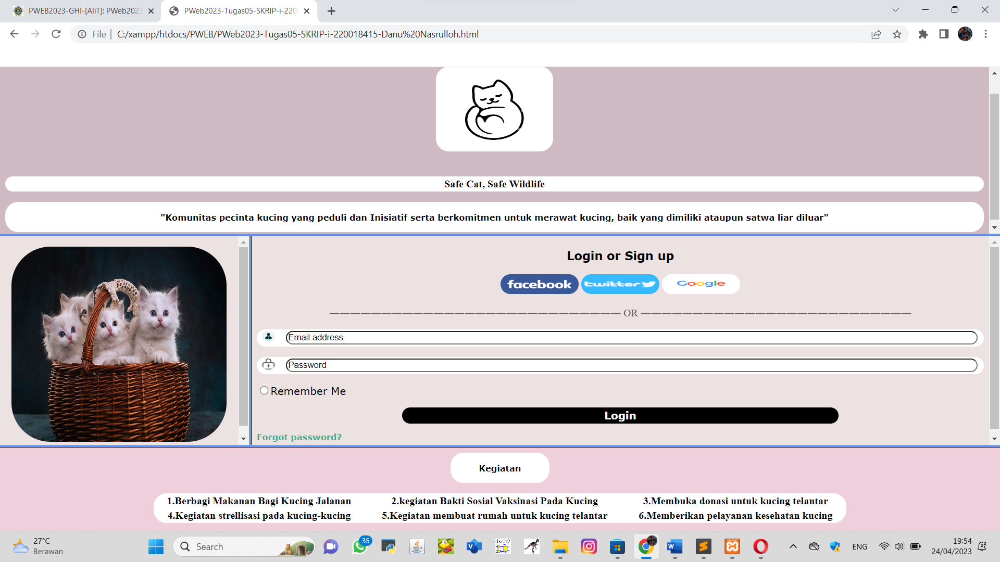 PWEB2023-GHI-[AliT]: PWeb2023
PWeb2023-Tugas05-SKRIP-i-220
File
C:/xampp/htdocs/PWEB/PWeb2023-Tugas05-SKRIP-i-220018415-Danu%20Nasrulloh.html
Safe Cat, Safe Wildlife
"Komunitas pecinta kucing yang peduli dan Inisiatif serta berkomitmen untuk merawat kucing, baik yang dimiliki ataupun satwa liar diluar"
Login or Sign up
facebook twitter Google
———————————————————————————— OR ——————————————————————————
Email address
Password
Remember Me
Login
Forgot password?
Kegiatan
1.Berbagi Makanan Bagi Kucing Jalanan 2.kegiatan Bakti Sosial Vaksinasi Pada Kucing 3.Membuka donasi untuk kucing telantar
4.Kegiatan strellisasi pada kucing-kucing 5.Kegiatan membuat rumah untuk kucing telantar 6.Memberikan pelayanan kesehatan kucing
27°C
Berawan
Search
35
dsch2
ENG
19:54
24/04/2023